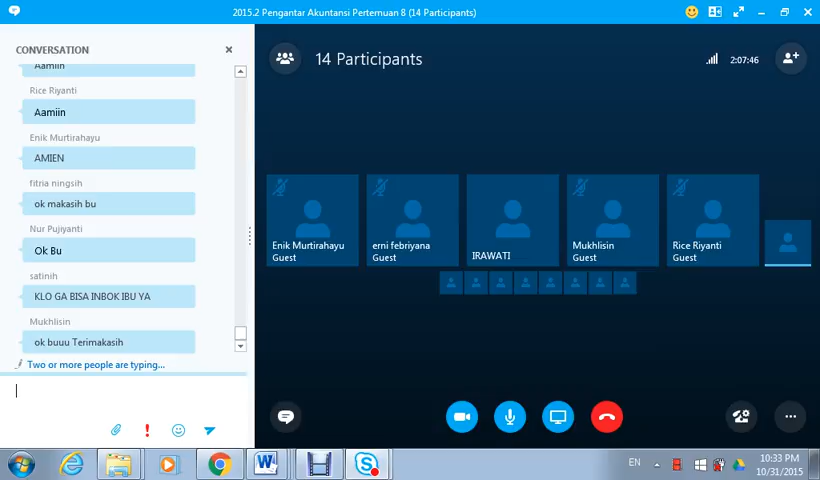 2015.2 Pengantar Akuntansi Pertemuan 8 (14 Participants)
CONVERSATION
Aamiin
Rice Riyanti
Aamiin
Enik Murtirahayu
AMIEN
fitria ningsih
ok makasih bu
Nur Pujiyanti
Ok Bu
satinih
KLO GA BISA INBOK IBU YA
Mukhlisin
ok buuu Terimakasih
Two or more people are typing...
14 Participants
2:07:46
Enik Murtirahayu
Guest
erni febriyana
Guest
IRAWATI
Mukhlisin
Guest
Rice Riyanti
Guest
EN
10:33 PM
10/31/2015